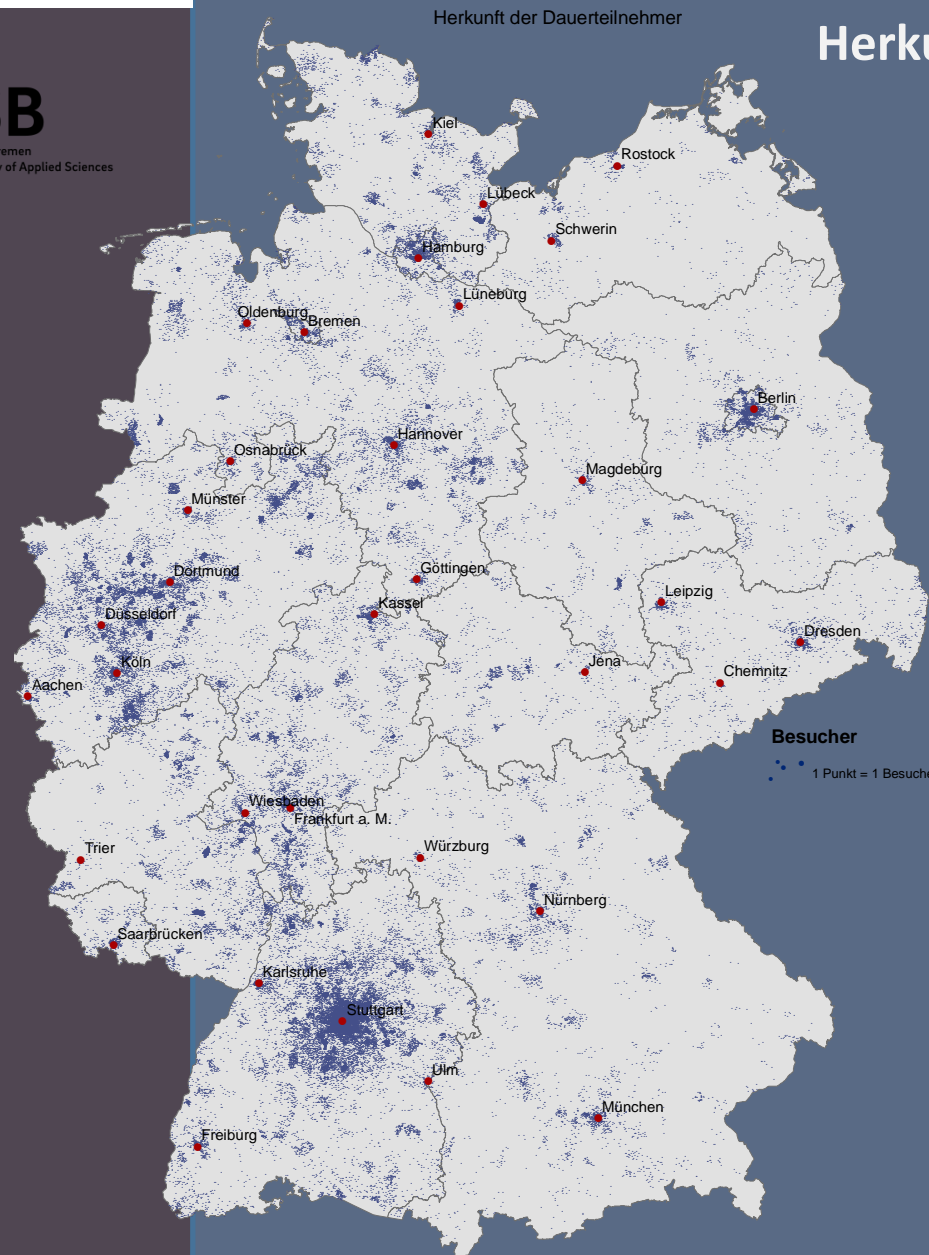 Herkunft der Dauerteilnehmer
Herku
B
emen
y of Applied Sciences
Kiel
Rostock
Lübeck
Schwerin
Hamburg
Lüneburg
Oldenburg
Bremen
Berlin
Hannover
Osnabrück
Magdeburg
Münster
Göttingen
Dortmund
Leipzig
Kassel
Düsseldorf
Dresden
Köln
Jena
Chemnitz
Aachen
Besucher
1 Punkt = 1 Besuche
Wiesbaden
Frankfurt a. M.
Trier
Würzburg
Nürnberg
Saarbrücken
Karlsruhe
Stuttgart
Ulm
München
Freiburg